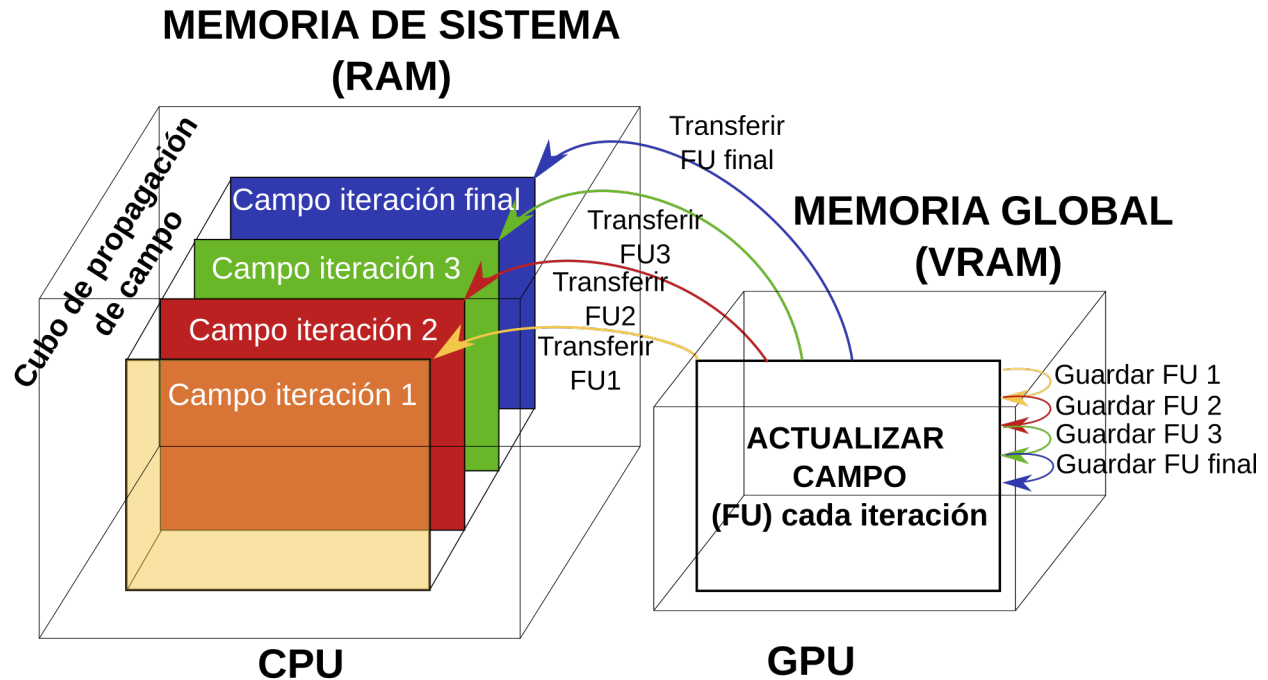 MEMORIA DE SISTEMA
(RAM)
Cubo de propagación
de campo
Campo iteración final
Campo iteración 3
Campo iteración 2
Campo iteración 1
Transferir
FU final
Transferir
FU3
Transferir
FU2
Transferir
FU1
MEMORIA GLOBAL
(VRAM)
ACTUALIZAR
CAMPO
(FU) cada iteración
Guardar FU 1
Guardar FU 2
Guardar FU 3
Guardar FU final
CPU
GPU